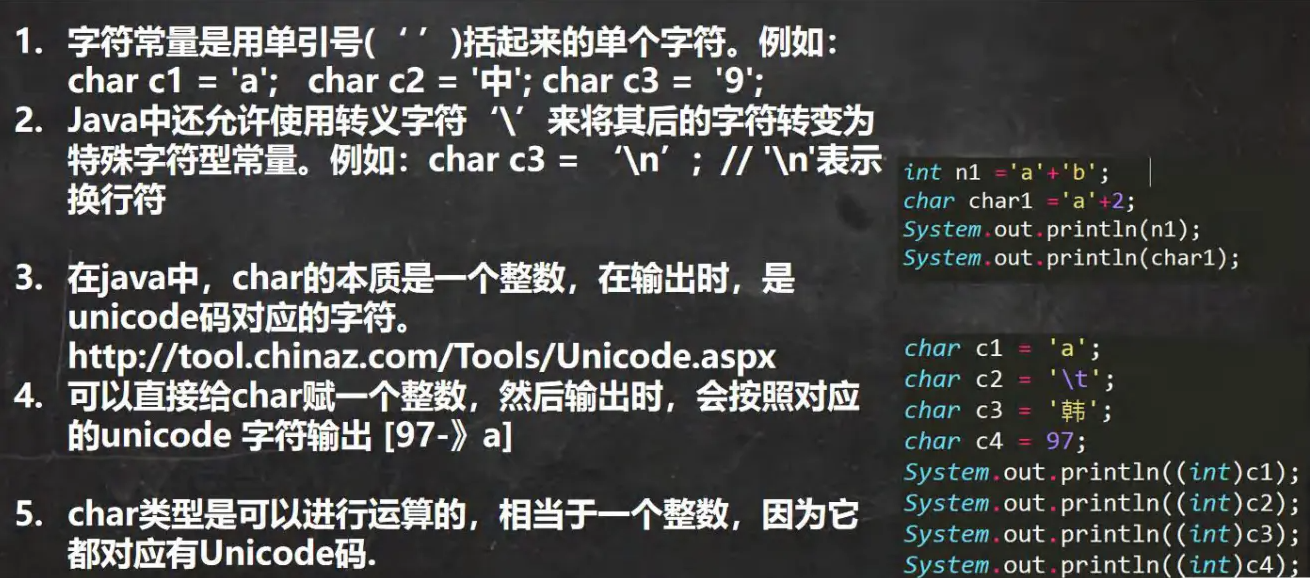 1. 字符常量是用单引号( ‘ ’ )括起来的单个字符。例如：
char c1 = 'a'; char c2 = '中'; char c3 = '9';
2. Java中还允许使用转义字符‘\’来将其后的字符转变为
特殊字符型常量。例如：char c3 = ‘\n’; // '\n'表示
换行符
3. 在java中，char的本质是一个整数，在输出时，是
unicode码对应的字符。
http://tool.chinaz.com/Tools/Unicode.aspx
4. 可以直接给char赋一个整数，然后输出时，会按照对应
的unicode 字符输出 [97-》a]
5. char类型是可以进行运算的，相当于一个整数，因为它
都对应有Unicode码.
int n1 ='a'+'b';
char char1 ='a'+2;
System.out.println(n1);
System.out.println(char1);
char c1 = 'a';
char c2 = '\t';
char c3 = '韩';
char c4 = 97;
System.out.println((int)c1);
System.out.println((int)c2);
System.out.println((int)c3);
System.out.println((int)c4);